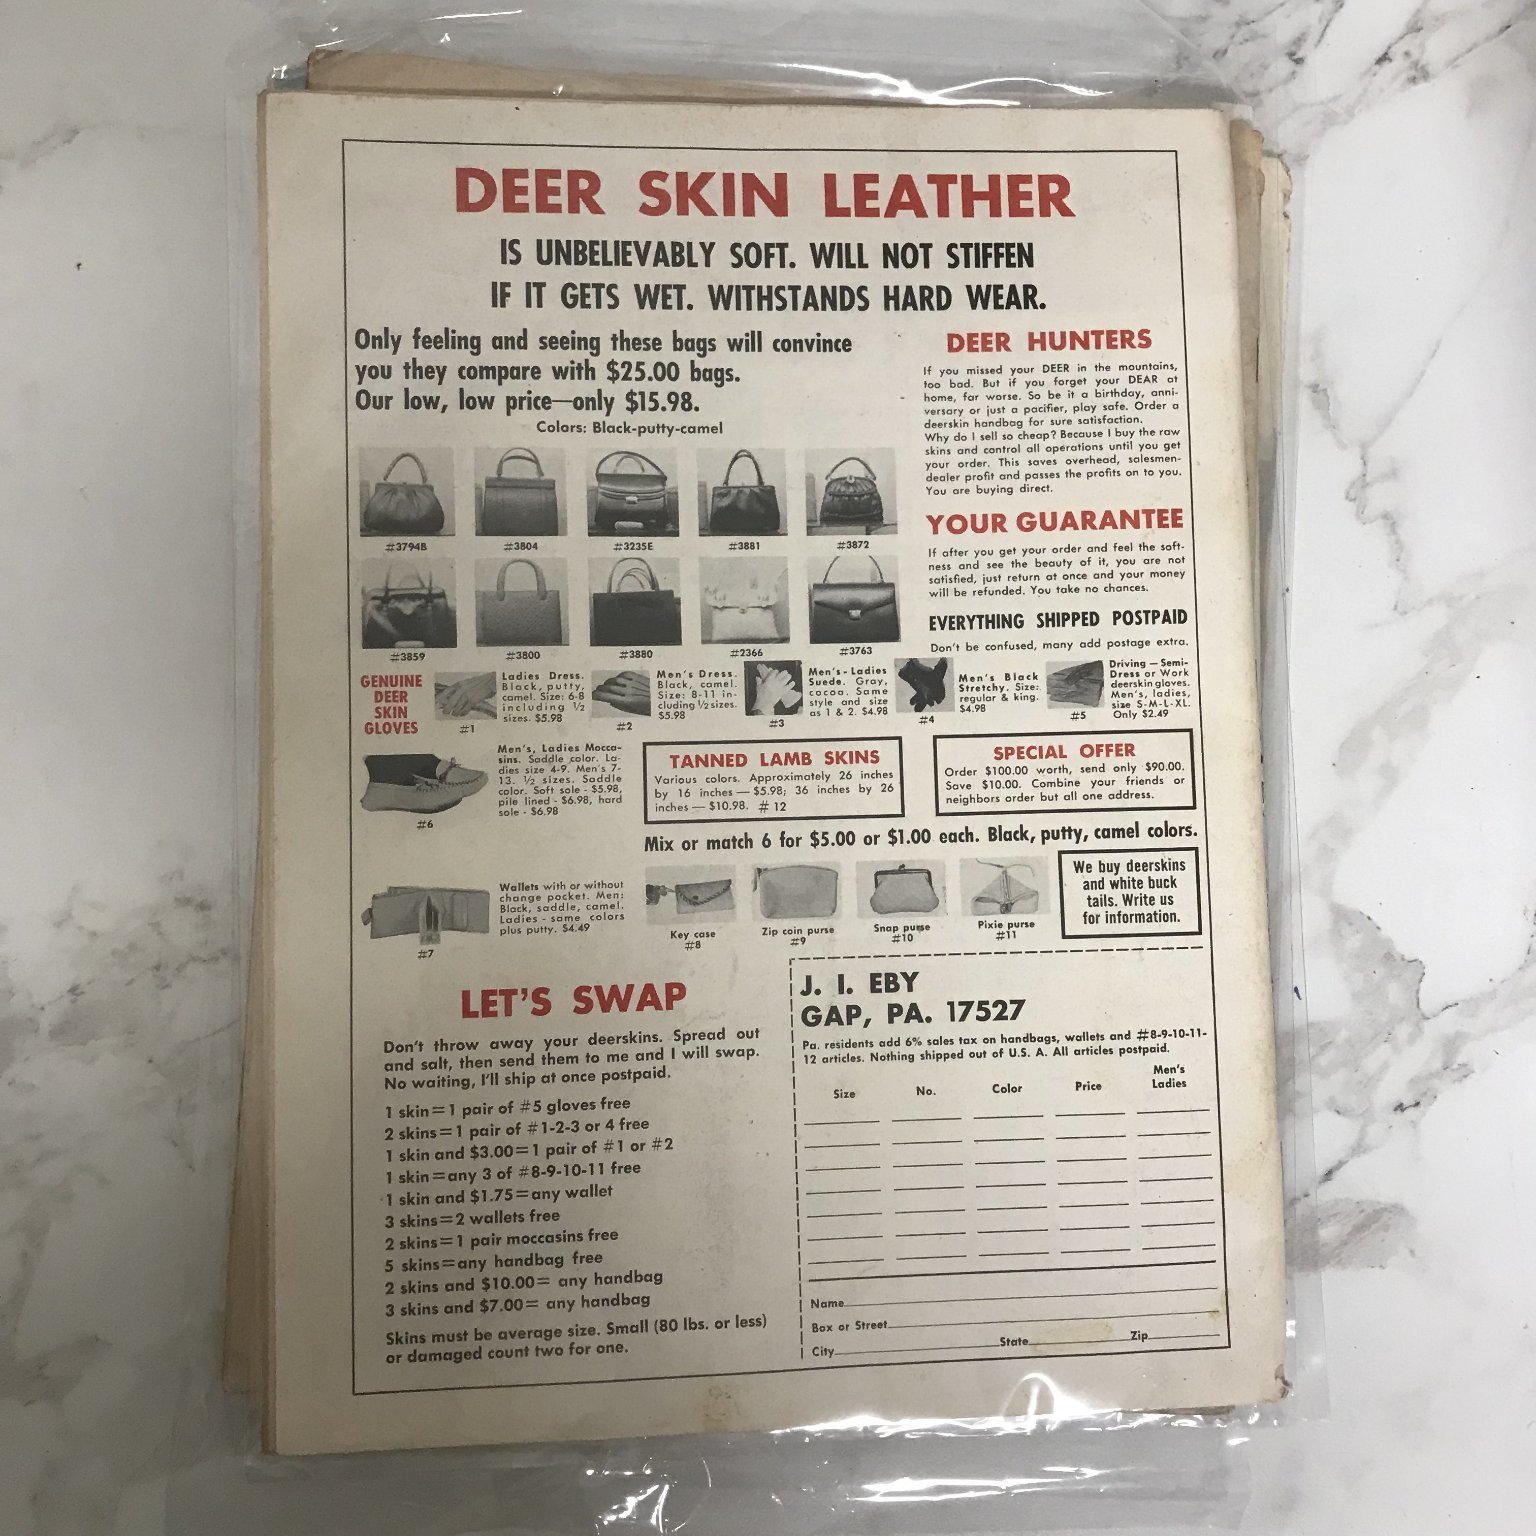 DEER SKIN LEATHER
IS UNBELIEVABLY SOFT. WILL NOT STIFFEN
IF IT GETS WET. WITHSTANDS HARD WEAR.
Only feeling and seeing these bags will convince
you they compare with $25.00 bags.
Our low, low price—only $15.98.
Colors: Black-putty-camel
#3794B
#3804
#3235E
#3881
#3872
#3859
#3800
#3880
#2366
#3763
DEER HUNTERS
If you missed your DEER in the mountains,
too bad. But if you forget your DEAR at
home, far worse. So be it a birthday, anni-
versary or just a pacifier, play safe. Order a
deerskin handbag for sure satisfaction.
Why do I sell so cheap? Because I buy the raw
skins and control all operations until you get
your order. This saves overhead, salesmen-
dealer profit and passes the profits on to you.
You are buying direct.
YOUR GUARANTEE
If after you get your order and feel the soft-
ness and see the beauty of it, you are not
satisfied, just return at once and your money
will be refunded. You take no chances.
EVERYTHING SHIPPED POSTPAID
Don't be confused, many add postage extra.
GENUINE
DEER
SKIN
GLOVES
#1
Ladies Dress.
Black, putty,
camel. Size: 6-8
including ½
sizes. $5.98
#2
Men's Dress.
Black, camel.
Size: 8-11 in-
cluding ½ sizes.
$5.98
#3
Men's-Ladies
Suede. Gray,
cocoa. Same
style and size
as 1 & 2. $4.98
#4
Men's Black
Stretchy. Size:
regular & king.
$4.98
#5
Driving — Semi-
Dress or Work
deerskin gloves.
Men's, ladies,
size S-M-L-XL.
Only $2.49
#6
Men's, Ladies Mocca-
sins. Saddle color. La-
dies size 4-9. Men's 7-
13. ½ sizes. Saddle
color. Soft sole - $5.98,
pile lined - $6.98, hard
sole - $6.98
TANNED LAMB SKINS
Various colors. Approximately 26 inches
by 16 inches — $5.98; 36 inches by 26
inches — $10.98. #12
SPECIAL OFFER
Order $100.00 worth, send only $90.00.
Save $10.00. Combine your friends or
neighbors order but all one address.
Mix or match 6 for $5.00 or $1.00 each. Black, putty, camel colors.
#7
Wallets with or without
change pocket. Men:
Black, saddle, camel.
Ladies - same colors
plus putty. $4.49
Key case
#8
Zip coin purse
#9
Snap purse
#10
Pixie purse
#11
We buy deerskins
and white buck
tails. Write us
for information.
LET'S SWAP
Don't throw away your deerskins. Spread out
and salt, then send them to me and I will swap.
No waiting, I'll ship at once postpaid.
1 skin=1 pair of #5 gloves free
2 skins=1 pair of #1-2-3 or 4 free
1 skin and $3.00=1 pair of #1 or #2
1 skin=any 3 of #8-9-10-11 free
1 skin and $1.75=any wallet
3 skins=2 wallets free
2 skins=1 pair moccasins free
5 skins=any handbag free
2 skins and $10.00= any handbag
3 skins and $7.00= any handbag
Skins must be average size. Small (80 lbs. or less)
or damaged count two for one.
J. I. EBY
GAP, PA. 17527
Pa. residents add 6% sales tax on handbags, wallets and #8-9-10-11-
12 articles. Nothing shipped out of U. S. A. All articles postpaid.
Size No. Color Price Men's
Ladies
Name
Box or Street
City State Zip